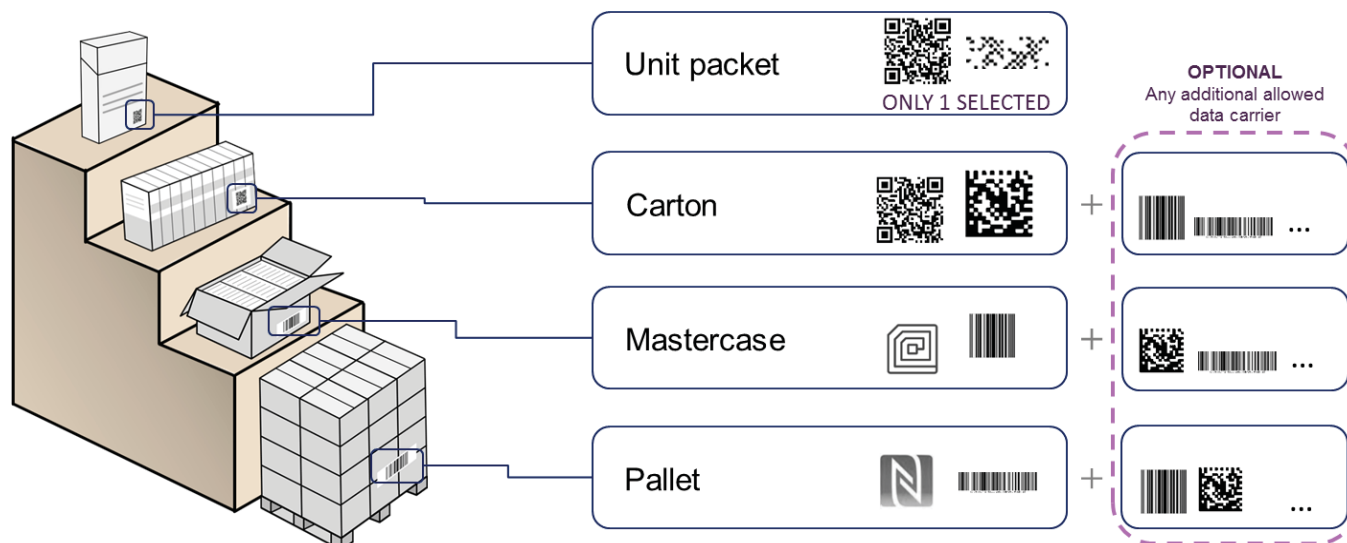 Unit packet
ONLY 1 SELECTED
OPTIONAL
Any additional allowed
data carrier
Carton
+
...
Mastercase
+
...
Pallet
+
...